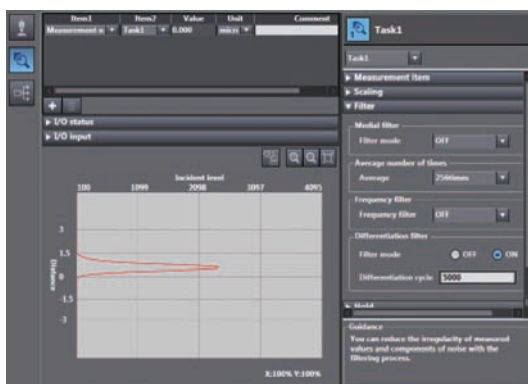 Item1 Item2 Value Unit Comment
Measurement v Task1 0.000 micr
I/O status
I/O input
Incident level
100 1099 2098 3097 4095
Distance
3
1.5
0
-1.5
-3
X:100% Y:100%
Task1
Task1
Measurement Item
Scaling
Filter
Medial filter
Filter mode OFF
Average number of times
Average 256times
Frequency filter
Frequency filter OFF
Differentiation filter
Filter mode OFF ON
Differentiation cycle 5000
Hold
Guidance
You can reduce the irregularity of measured
values and components of noise with the
filtering process.